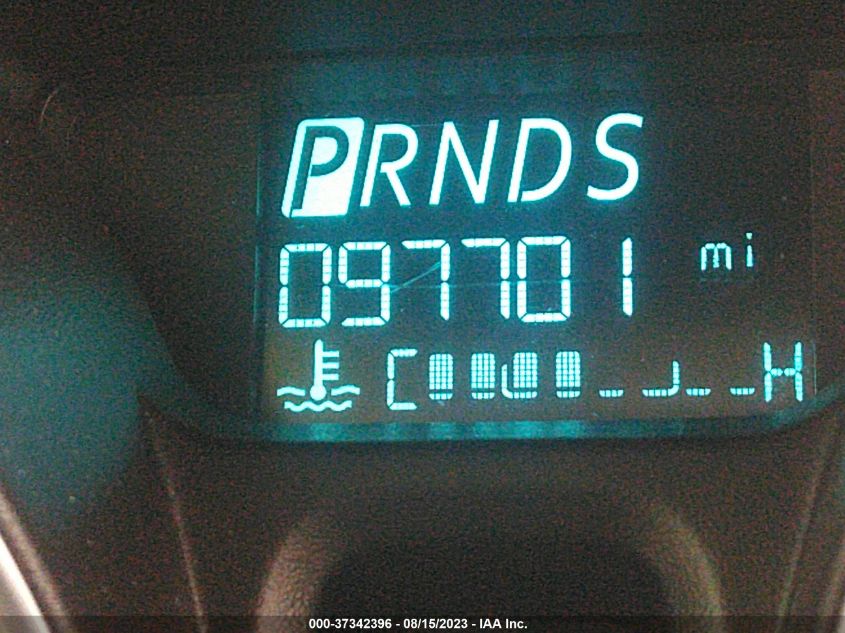 PRNDS
097701 mi
C H
000-37342396 - 08/15/2023 - IAA Inc.